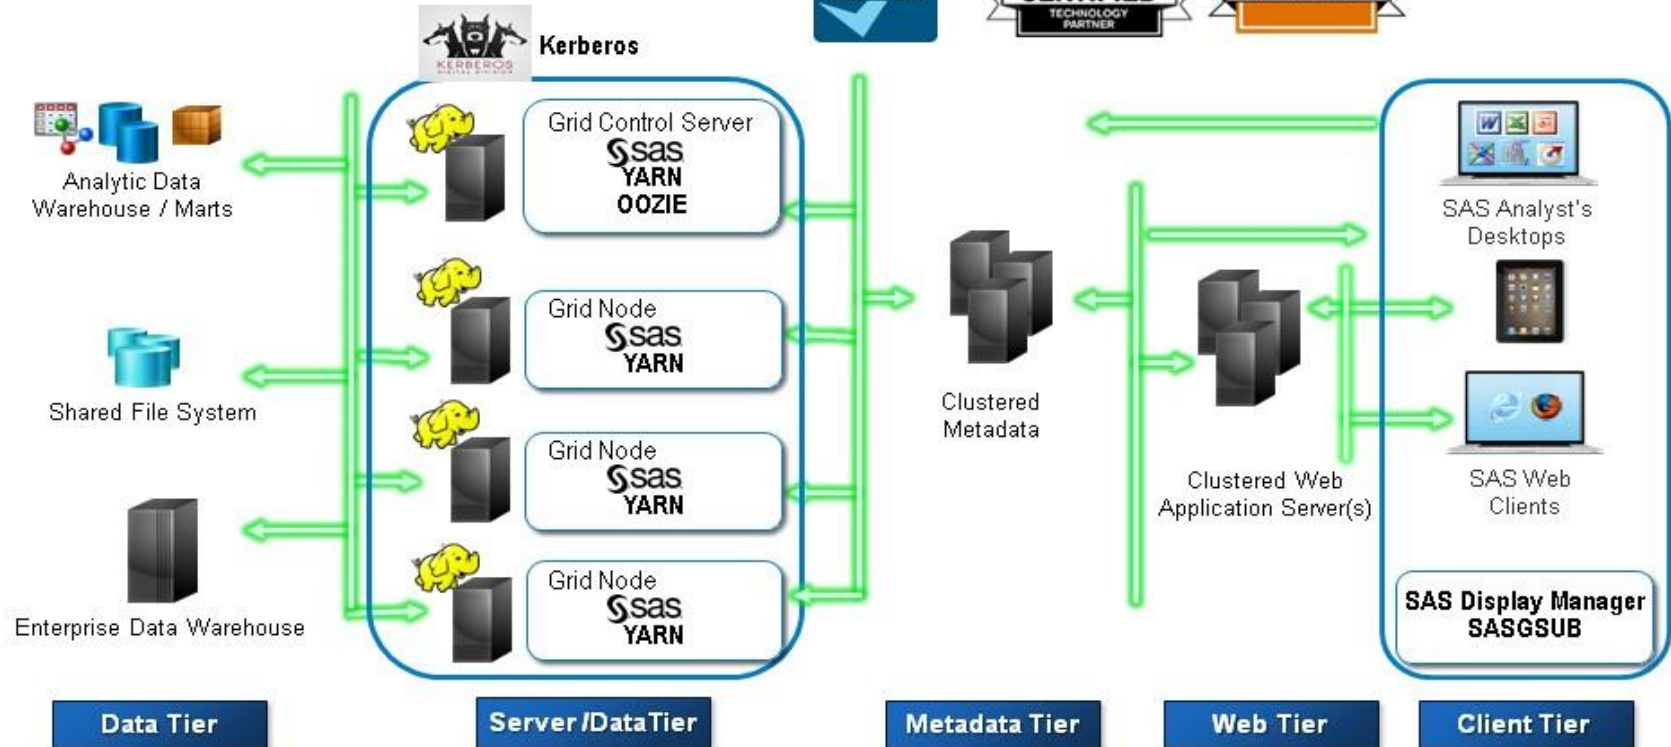 TECHNOLOGY
PARTNER
KERBEROS
Kerberos
Analytic Data
Warehouse / Marts
Shared File System
Enterprise Data Warehouse
Grid Control Server
sas
YARN
OOZIE
Grid Node
sas
YARN
Grid Node
sas
YARN
Grid Node
sas
YARN
Clustered
Metadata
Clustered Web
Application Server(s)
SAS Analyst's
Desktops
SAS Web
Clients
SAS Display Manager
SASGSUB
Data Tier
Server /DataTier
Metadata Tier
Web Tier
Client Tier